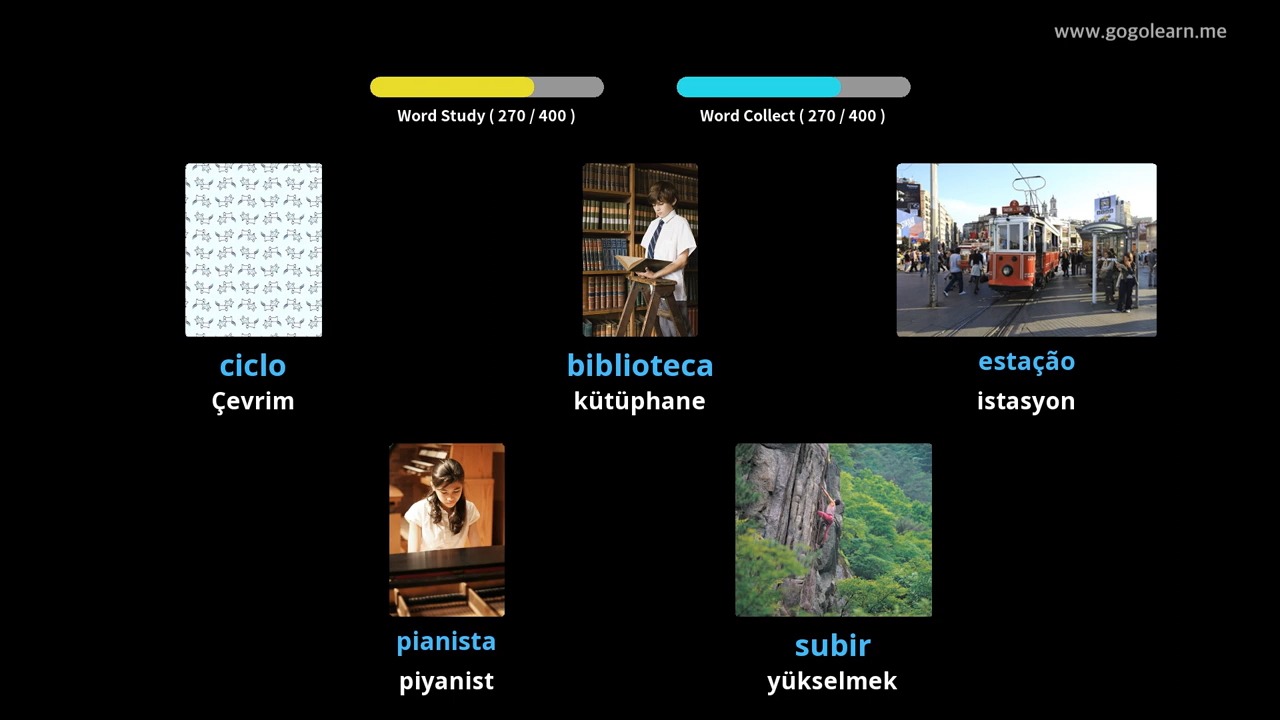 www.gogolearn.me
Word Study ( 270 / 400 )
Word Collect ( 270 / 400 )
ciclo
Çevrim
biblioteca
kütüphane
estação
istasyon
pianista
piyanist
subir
yükselmek